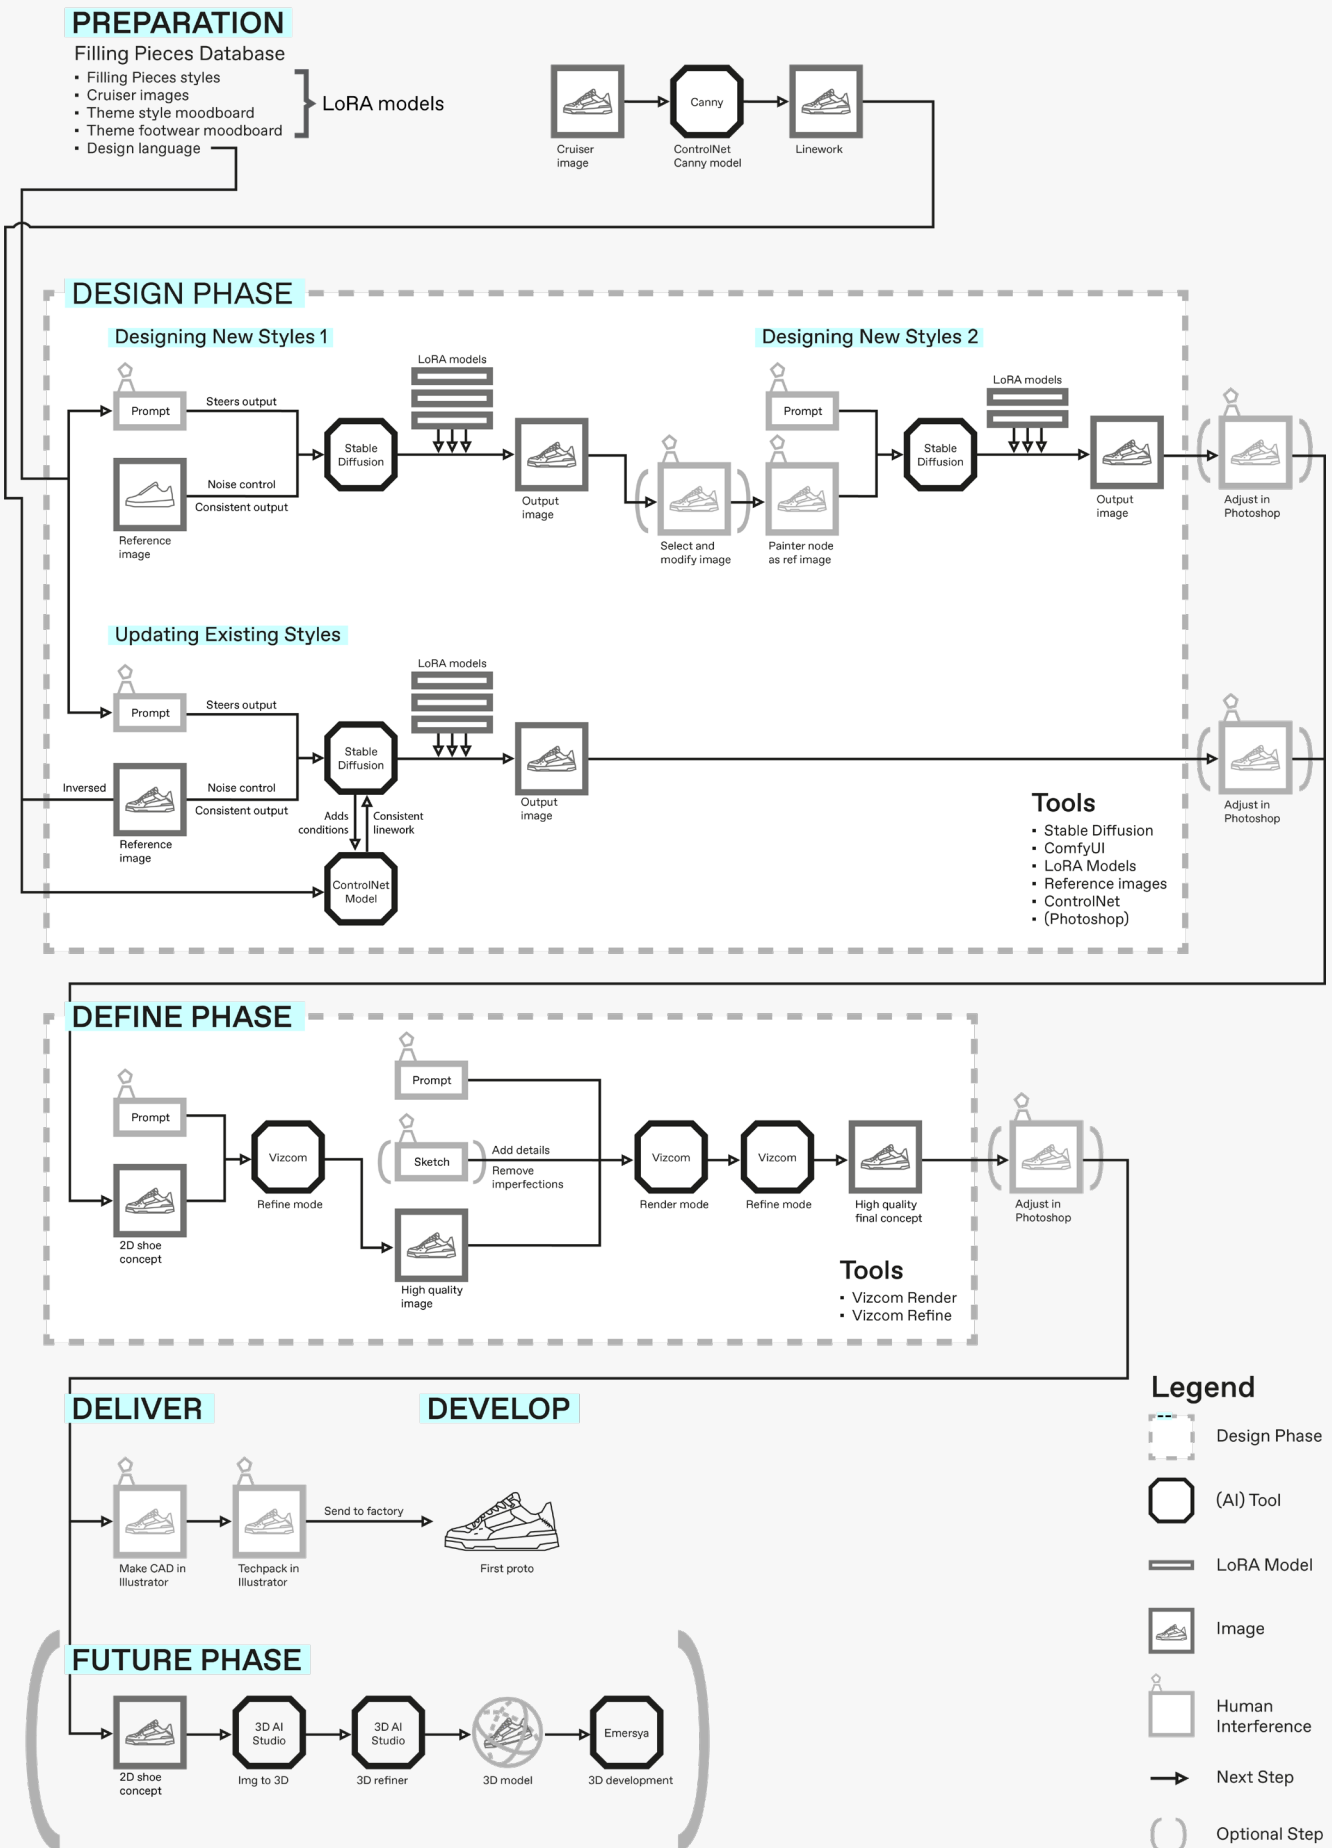 PREPARATION
Filling Pieces Database
▪ Filling Pieces styles
▪ Cruiser images
▪ Theme style moodboard
▪ Theme footwear moodboard
▪ Design language
LoRA models
Canny
Cruiser
image
ControlNet
Canny model
Linework
DESIGN PHASE
Designing New Styles 1
Prompt
Steers output
Reference
image
Noise control
Consistent output
Stable
Diffusion
LoRA models
Output
image
Select and
modify image
Designing New Styles 2
Prompt
Painter node
as ref image
Stable
Diffusion
LoRA models
Output
image
Adjust in
Photoshop
Updating Existing Styles
Prompt
Steers output
Inversed
Reference
image
Noise control
Consistent output
Stable
Diffusion
LoRA models
Adds
conditions
Consistent
linework
ControlNet
Model
Output
image
Adjust in
Photoshop
Tools
▪ Stable Diffusion
▪ ComfyUI
▪ LoRA Models
▪ Reference images
▪ ControlNet
▪ (Photoshop)
DEFINE PHASE
Prompt
2D shoe
concept
Vizcom
Refine mode
Prompt
Sketch
Add details
Remove
imperfections
High quality
image
Vizcom
Render mode
Vizcom
Refine mode
High quality
final concept
Adjust in
Photoshop
Tools
▪ Vizcom Render
▪ Vizcom Refine
DELIVER
Make CAD in
Illustrator
Techpack in
Illustrator
Send to factory
DEVELOP
First proto
FUTURE PHASE
2D shoe
concept
3D AI
Studio
Img to 3D
3D AI
Studio
3D refiner
3D model
Emersya
3D development
Legend
Design Phase
(AI) Tool
LoRA Model
Image
Human
Interference
Next Step
Optional Step